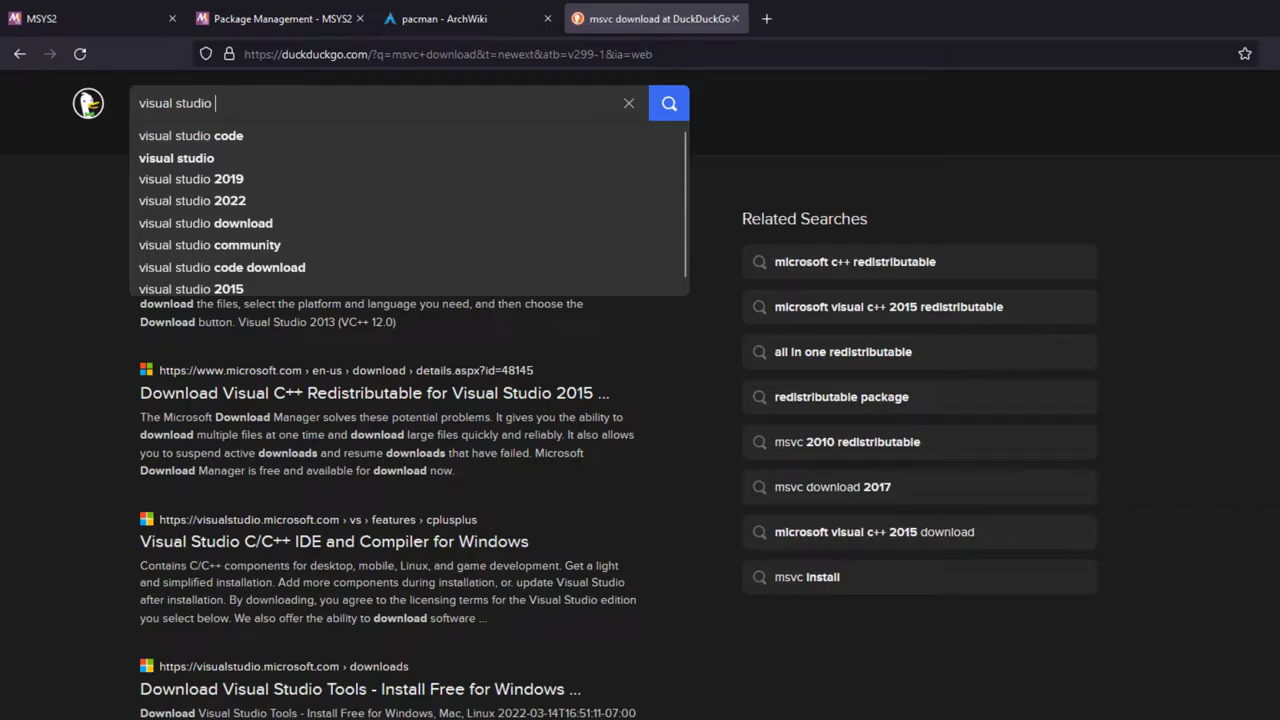 MSYS2
Package Management - MSYS2
pacman - ArchWiki
msvc download at DuckDuckGo
https://duckduckgo.com/?q=msvc+download&t=newext&atb=v299-1&ia=web
visual studio
visual studio code
visual studio
visual studio 2019
visual studio 2022
visual studio download
visual studio community
visual studio code download
visual studio 2015
download the files, select the platform and language you need, and then choose the
Download button. Visual Studio 2013 (VC++ 12.0)
https://www.microsoft.com › en-us › download › details.aspx?id=48145
Download Visual C++ Redistributable for Visual Studio 2015 ...
The Microsoft Download Manager solves these potential problems. It gives you the ability to
download multiple files at one time and download large files quickly and reliably. It also allows
you to suspend active downloads and resume downloads that have failed. Microsoft
Download Manager is free and available for download now.
https://visualstudio.microsoft.com › vs › features › cplusplus
Visual Studio C/C++ IDE and Compiler for Windows
Contains C/C++ components for desktop, mobile, Linux, and game development. Get a light
and simplified installation. Add more components during installation, or. update Visual Studio
after installation. By downloading, you agree to the licensing terms for the Visual Studio edition
you select below. We also offer the ability to download software ...
https://visualstudio.microsoft.com › downloads
Download Visual Studio Tools - Install Free for Windows ...
Download Visual Studio Tools - Install Free for Windows, Mac, Linux 2022-03-14T16:51:11-07:00
Related Searches
microsoft c++ redistributable
microsoft visual c++ 2015 redistributable
all in one redistributable
redistributable package
msvc 2010 redistributable
msvc download 2017
microsoft visual c++ 2015 download
msvc install